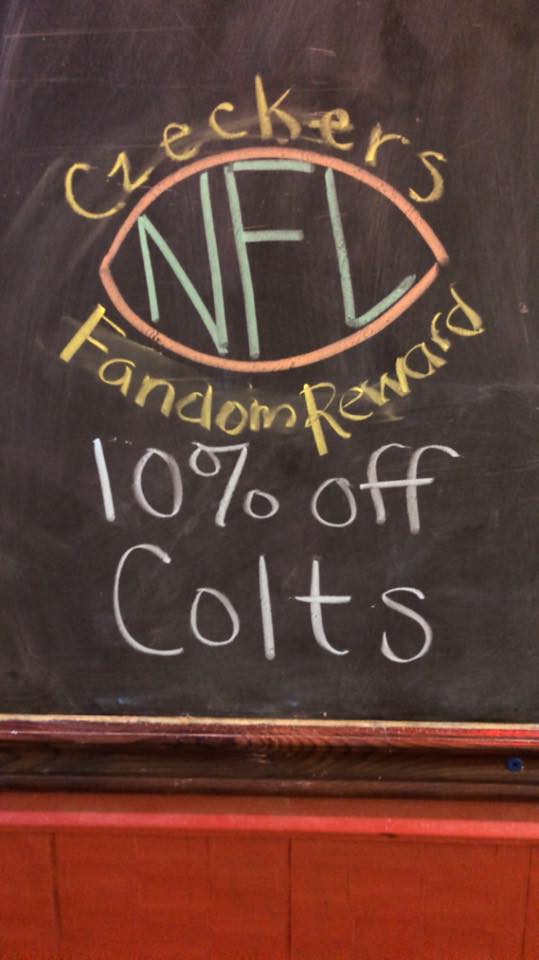 Czeckers
NFL
Fandom Reward
10% off
Colts